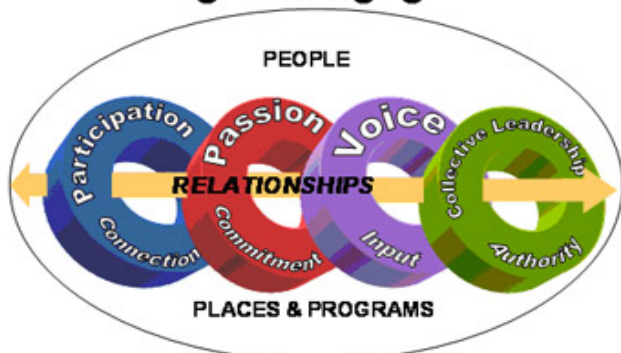 PEOPLE
Participation
Connection
Passion
Commitment
Voice
Input
Collective Leadership
Authority
RELATIONSHIPS
PLACES & PROGRAMS